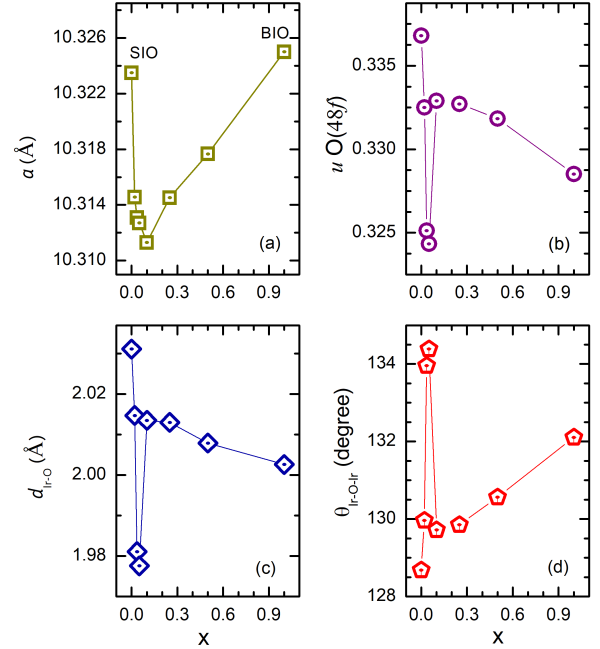 10.326
10.322
10.318
10.314
10.310
a (Å)
SIO
BIO
(a)
0.0 0.3 0.6 0.9
0.335
0.330
0.325
u O(48f)
(b)
0.0 0.3 0.6 0.9
2.02
2.00
1.98
d Ir-O (Å)
(c)
0.0 0.3 0.6 0.9
x
134
132
130
128
θ Ir-O-Ir (degree)
(d)
0.0 0.3 0.6 0.9
x